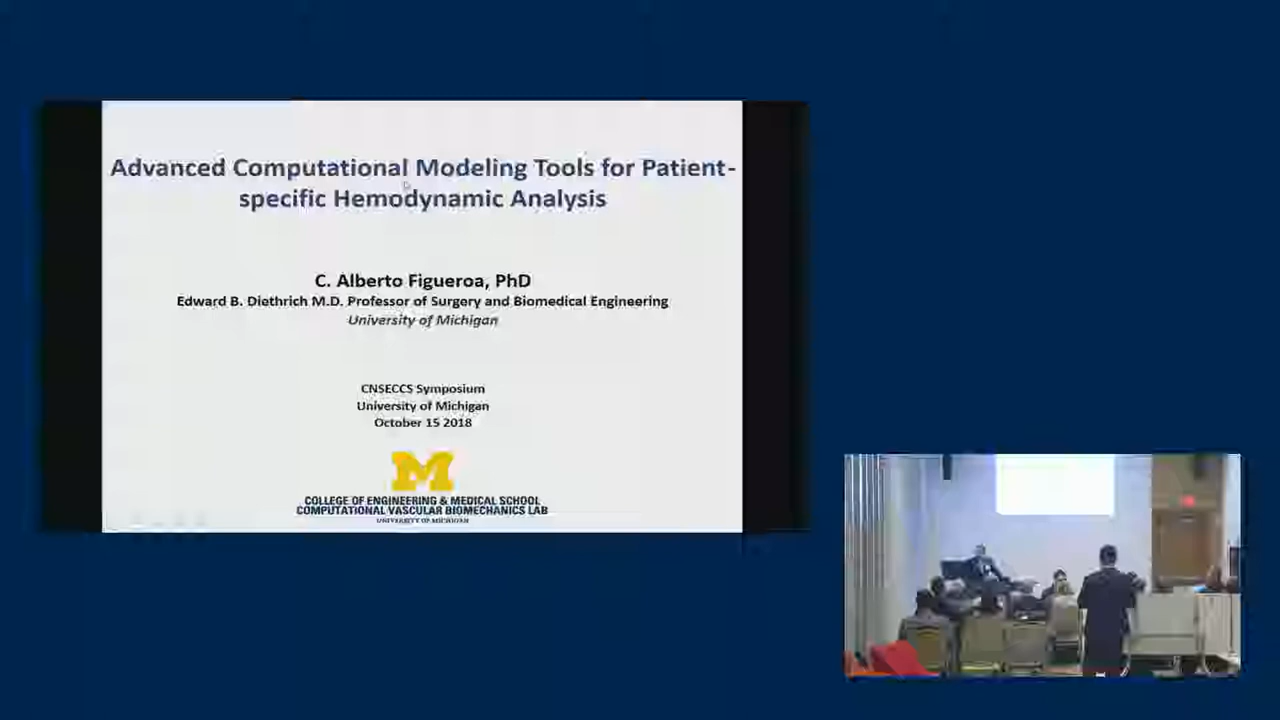 Advanced Computational Modeling Tools for Patient-
specific Hemodynamic Analysis
C. Alberto Figueroa, PhD
Edward B. Diethrich M.D. Professor of Surgery and Biomedical Engineering
University of Michigan
CNSECCS Symposium
University of Michigan
October 15 2018
M
COLLEGE OF ENGINEERING & MEDICAL SCHOOL
COMPUTATIONAL VASCULAR BIOMECHANICS LAB
UNIVERSITY OF MICHIGAN